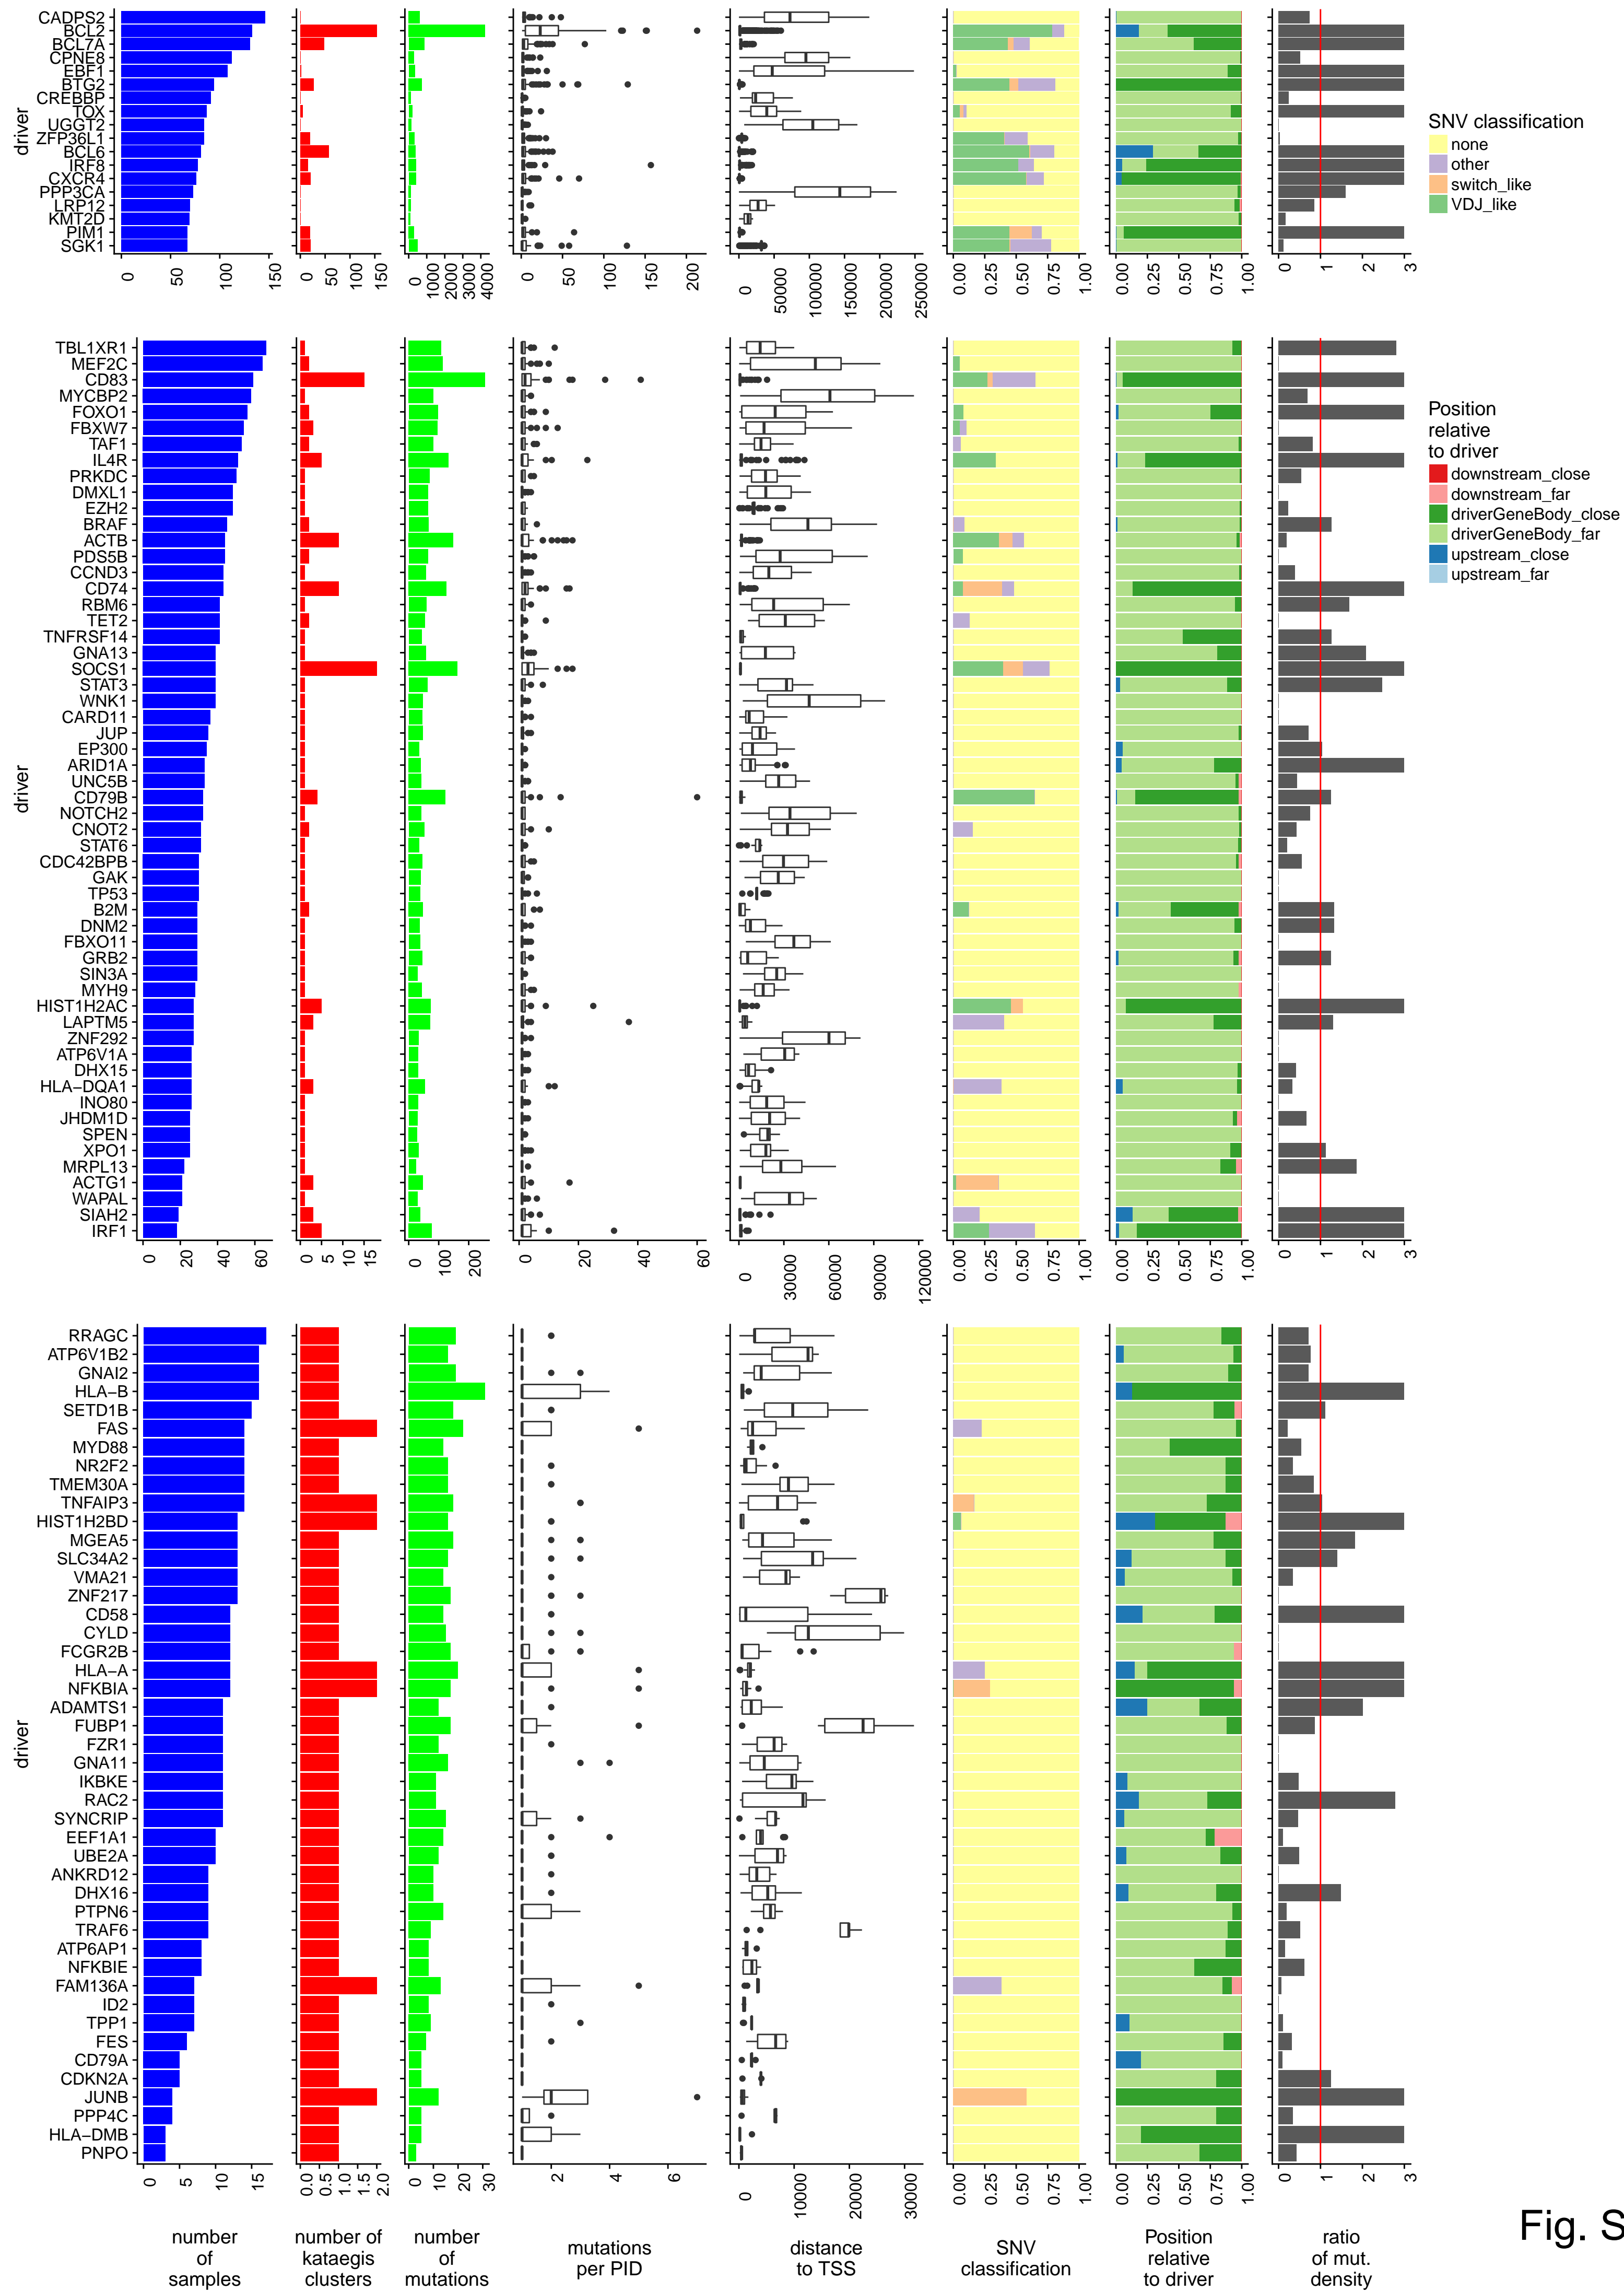 driver
CADPS2
BCL2
BCL7A
CPNE8
EBF1
BTG2
CREBBP
TOX
UGGT2
ZFP36L1
BCL6
IRF8
CXCR4
PPP3CA
LRP12
KMT2D
PIM1
SGK1
0 50 100 150
0 50 100 150
0 1000 2000 3000 4000
0 50 100 150 200
0 50000 100000 150000 200000 250000
0.00 0.25 0.50 0.75 1.00
0.00 0.25 0.50 0.75 1.00
0 1 2 3
SNV classification
none
other
switch_like
VDJ_like
driver
TBL1XR1
MEF2C
CD83
MYCBP2
FOXO1
FBXW7
TAF1
IL4R
PRKDC
DMXL1
EZH2
BRAF
ACTB
PDS5B
CCND3
CD74
RBM6
TET2
TNFRSF14
GNA13
SOCS1
STAT3
WNK1
CARD11
JUP
EP300
ARID1A
UNC5B
CD79B
NOTCH2
CNOT2
STAT6
CDC42BPB
GAK
TP53
B2M
DNM2
FBXO11
GRB2
SIN3A
MYH9
HIST1H2AC
LAPTM5
ZNF292
ATP6V1A
DHX15
HLA−DQA1
INO80
JHDM1D
SPEN
XPO1
MRPL13
ACTG1
WAPAL
SIAH2
IRF1
0 20 40 60
0 5 10 15
0 100 200
0 20 40 60
0 30000 60000 90000 120000
0.00 0.25 0.50 0.75 1.00
0.00 0.25 0.50 0.75 1.00
0 1 2 3
Position
relative
to driver
downstream_close
downstream_far
driverGeneBody_close
driverGeneBody_far
upstream_close
upstream_far
driver
RRAGC
ATP6V1B2
GNAI2
HLA−B
SETD1B
FAS
MYD88
NR2F2
TMEM30A
TNFAIP3
HIST1H2BD
MGEA5
SLC34A2
VMA21
ZNF217
CD58
CYLD
FCGR2B
HLA−A
NFKBIA
ADAMTS1
FUBP1
FZR1
GNA11
IKBKE
RAC2
SYNCRIP
EEF1A1
UBE2A
ANKRD12
DHX16
PTPN6
TRAF6
ATP6AP1
NFKBIE
FAM136A
ID2
TPP1
FES
CD79A
CDKN2A
JUNB
PPP4C
HLA−DMB
PNPO
0 5 10 15
0.0 0.5 1.0 1.5 2.0
0 10 20 30
2 4 6
0 10000 20000 30000
0.00 0.25 0.50 0.75 1.00
0.00 0.25 0.50 0.75 1.00
0 1 2 3
number
of
samples
number of
kataegis
clusters
number
of
mutations
mutations
per PID
distance
to TSS
SNV
classification
Position
relative
to driver
ratio
of mut.
density
Fig. S